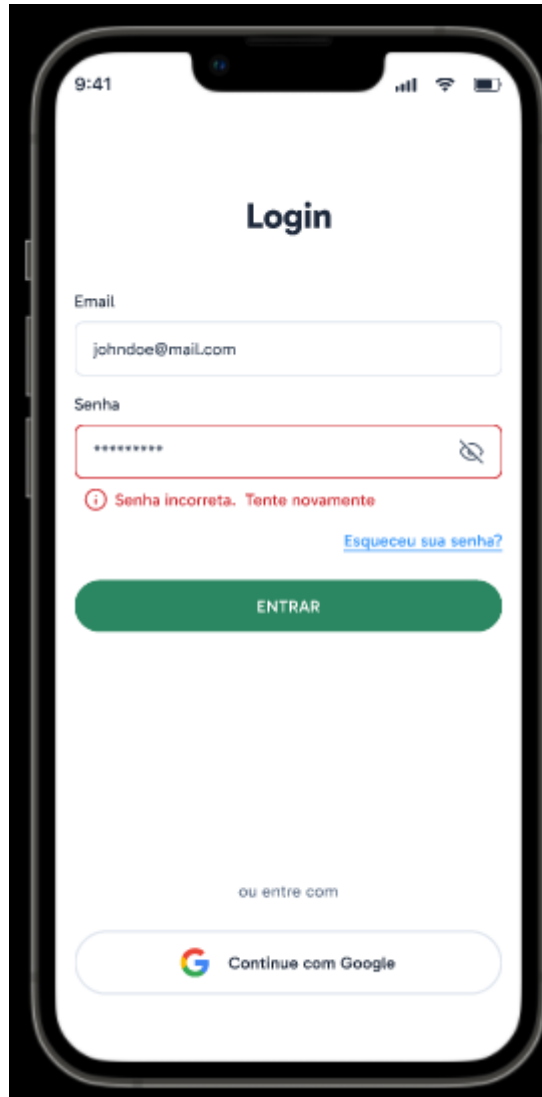 9:41
Login
Email
johndoe@mail.com
Senha
*********
Senha incorreta. Tente novamente
Esqueceu sua senha?
ENTRAR
ou entre com
Continue com Google